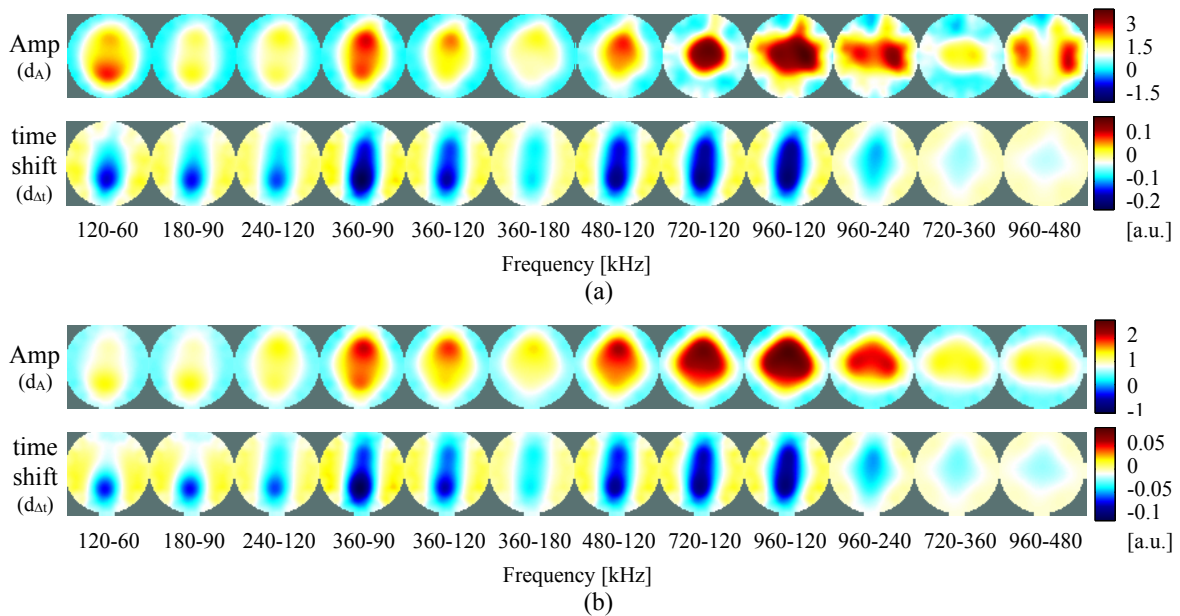 Amp
(dA)
3
1.5
0
-1.5
time
shift
(dΔt)
0.1
0
-0.1
-0.2
120-60 180-90 240-120 360-90 360-120 360-180 480-120 720-120 960-120 960-240 720-360 960-480 [a.u.]
Frequency [kHz]
(a)
Amp
(dA)
2
1
0
-1
time
shift
(dΔt)
0.05
0
-0.05
-0.1
120-60 180-90 240-120 360-90 360-120 360-180 480-120 720-120 960-120 960-240 720-360 960-480 [a.u.]
Frequency [kHz]
(b)